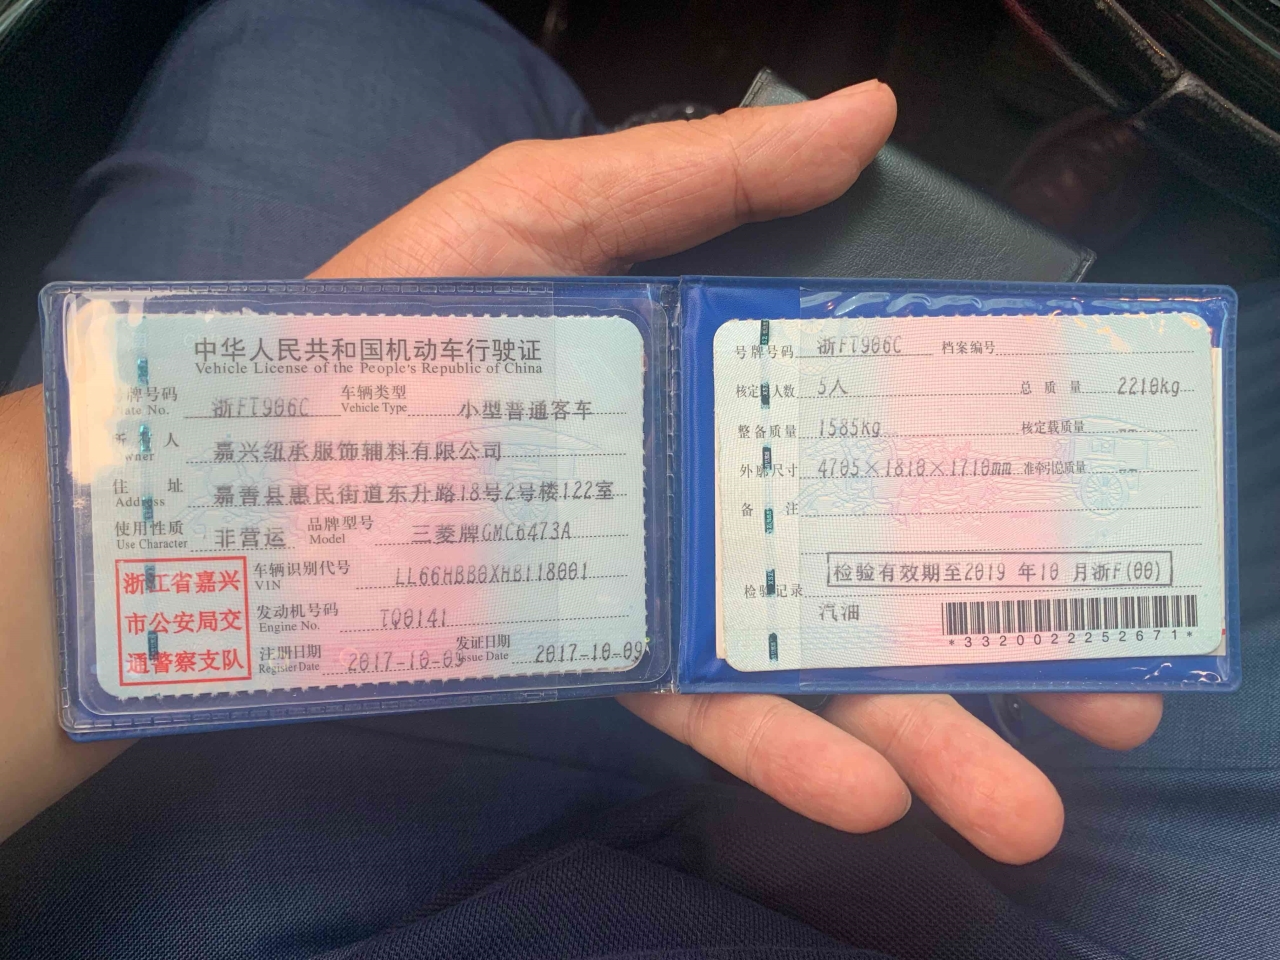 中华人民共和国机动车行驶证
Vehicle License of the People's Republic of China
号牌号码 浙FT906C 车辆类型 小型普通客车
Plate No. Vehicle Type
所有人 嘉兴纽承服饰辅料有限公司
Owner
住址 嘉善县惠民街道东升路18号2号楼122室
Address
使用性质 非营运 品牌型号 三菱牌GMC6473A
Use Character Model
浙江省嘉兴
市公安局交
通警察支队
车辆识别代号 LL66HBB0XHB118001
VIN
发动机号码 TQ0141
Engine No.
注册日期 2017-10-09 发证日期 2017-10-09
Register Date Issue Date
号牌号码 浙FT906C 档案编号
核定载人数 5人 总质量 2210kg
整备质量 1585kg 核定载质量 --
外廓尺寸 4705×1810×1710mm 准牵引总质量 --
备注
检验有效期至2019 年10 月浙F(00)
检验记录
汽油
*3320022252671*